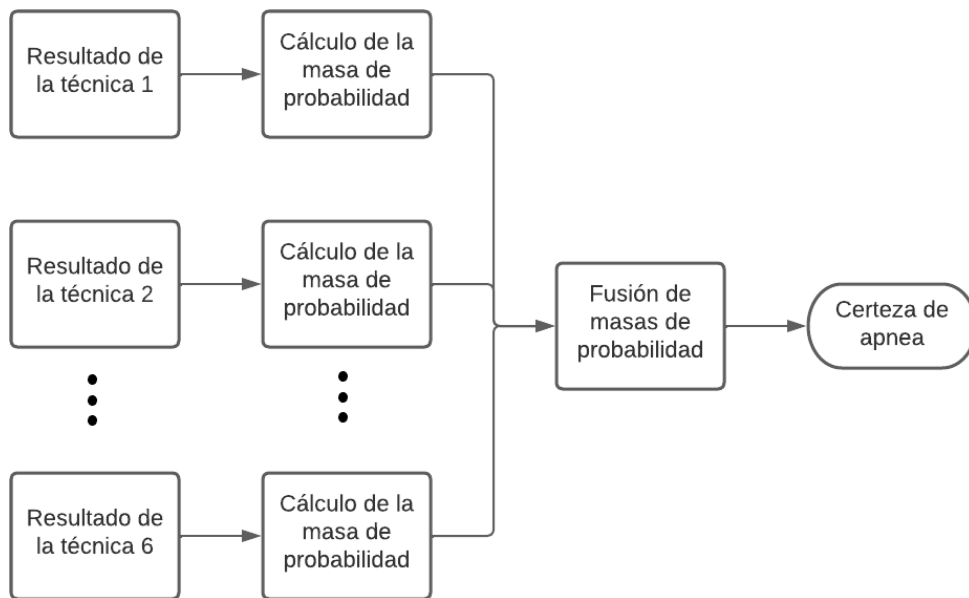 Resultado de
la técnica 1
Cálculo de la
masa de
probabilidad
Resultado de
la técnica 2
Cálculo de la
masa de
probabilidad
Fusión de
masas de
probabilidad
Certeza de
apnea
Resultado de
la técnica 6
Cálculo de la
masa de
probabilidad